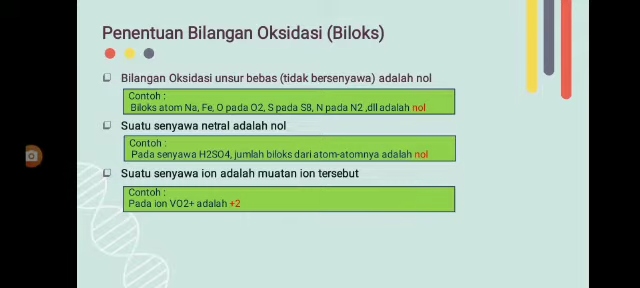 Penentuan Bilangan Oksidasi (Biloks)
Bilangan Oksidasi unsur bebas (tidak bersenyawa) adalah nol
Contoh :
Biloks atom Na, Fe, O pada O2, S pada S8, N pada N2 ,dll adalah nol
Suatu senyawa netral adalah nol
Contoh :
Pada senyawa H2SO4, jumlah biloks dari atom-atomnya adalah nol
Suatu senyawa ion adalah muatan ion tersebut
Contoh :
Pada ion VO2+ adalah +2